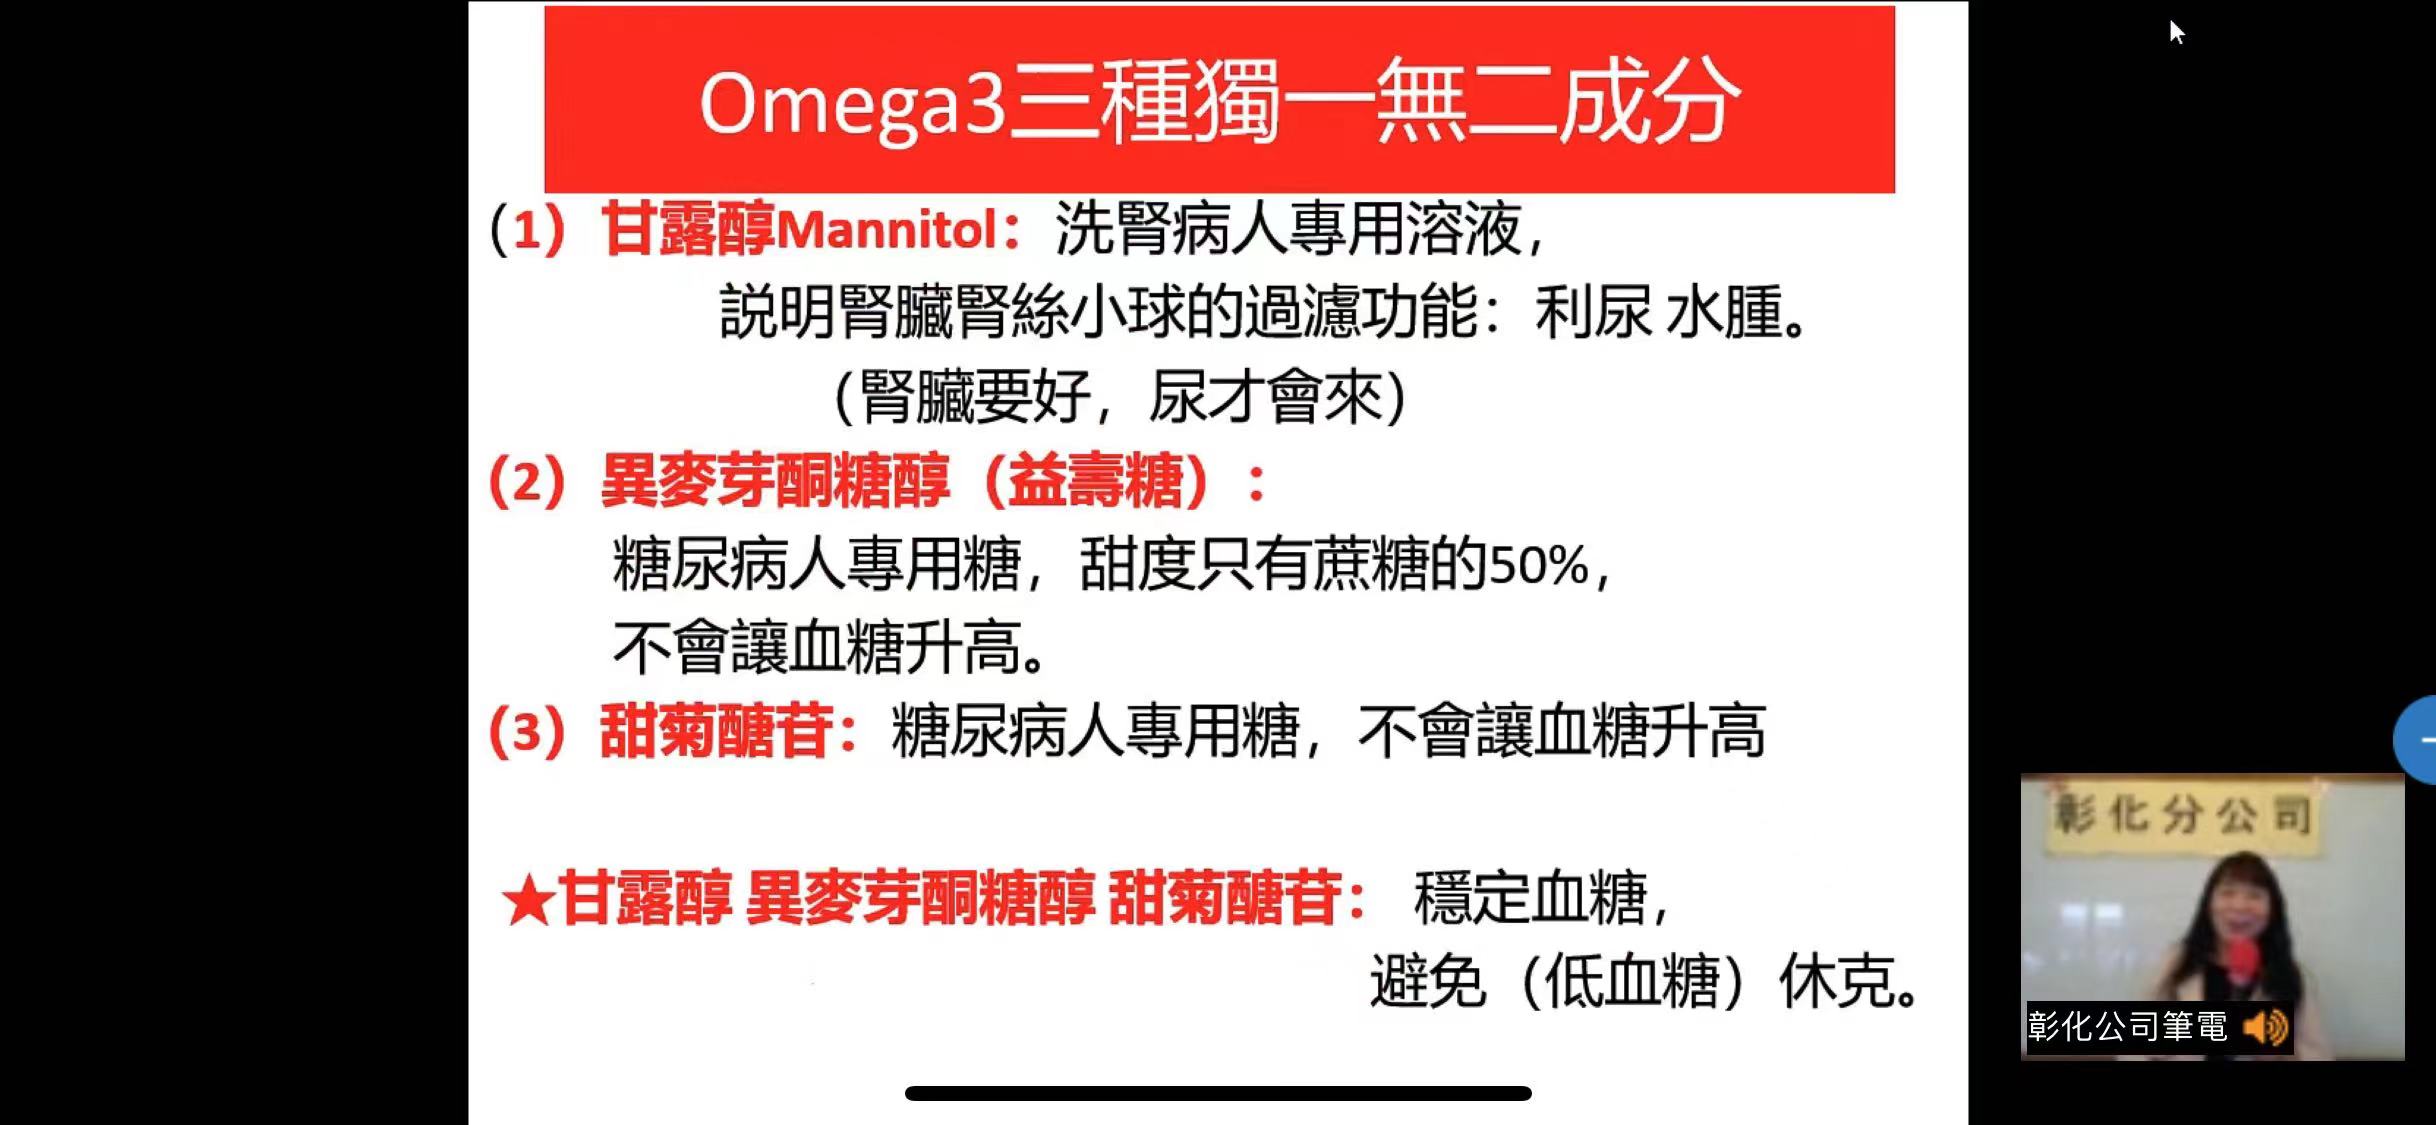 Omega3三種獨一無二成分
（1）甘露醇Mannitol：洗腎病人專用溶液，
説明腎臟腎絲小球的過濾功能：利尿 水腫。
（腎臟要好，尿才會來）
（2）異麥芽酮糖醇（益壽糖）：
糖尿病人專用糖，甜度只有蔗糖的50%，
不會讓血糖升高。
（3）甜菊醣苷：糖尿病人專用糖，不會讓血糖升高
★甘露醇 異麥芽酮糖醇 甜菊醣苷： 穩定血糖，
避免（低血糖）休克。
彰化分公司
彰化公司筆電